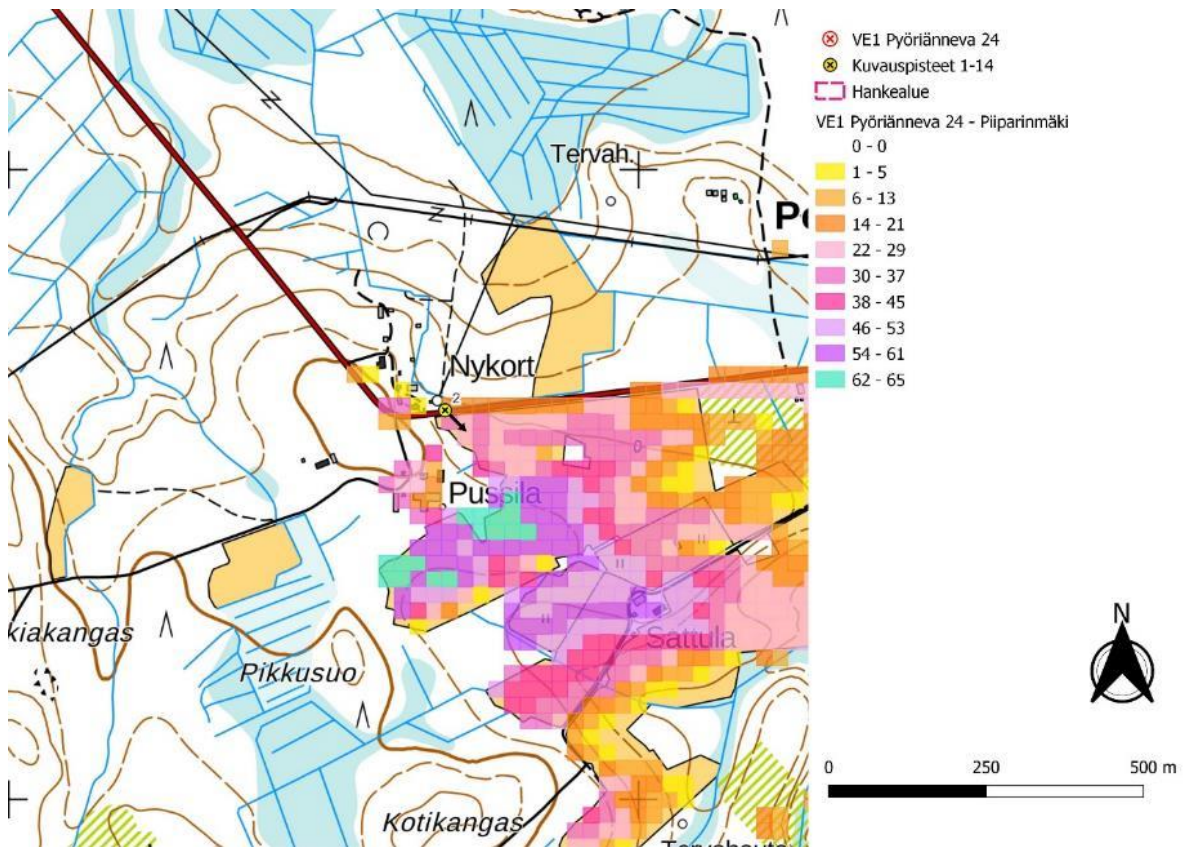 Tervah.
Pe
Nykort
2
Pussila
Sattula
kiakangas
Pikkusuo
Kotikangas
VE1 Pyöriänneva 24
Kuvauspisteet 1-14
Hankealue
VE1 Pyöriänneva 24 - Piiparinmäki
0 - 0
1 - 5
6 - 13
14 - 21
22 - 29
30 - 37
38 - 45
46 - 53
54 - 61
62 - 65
N
0 250 500 m